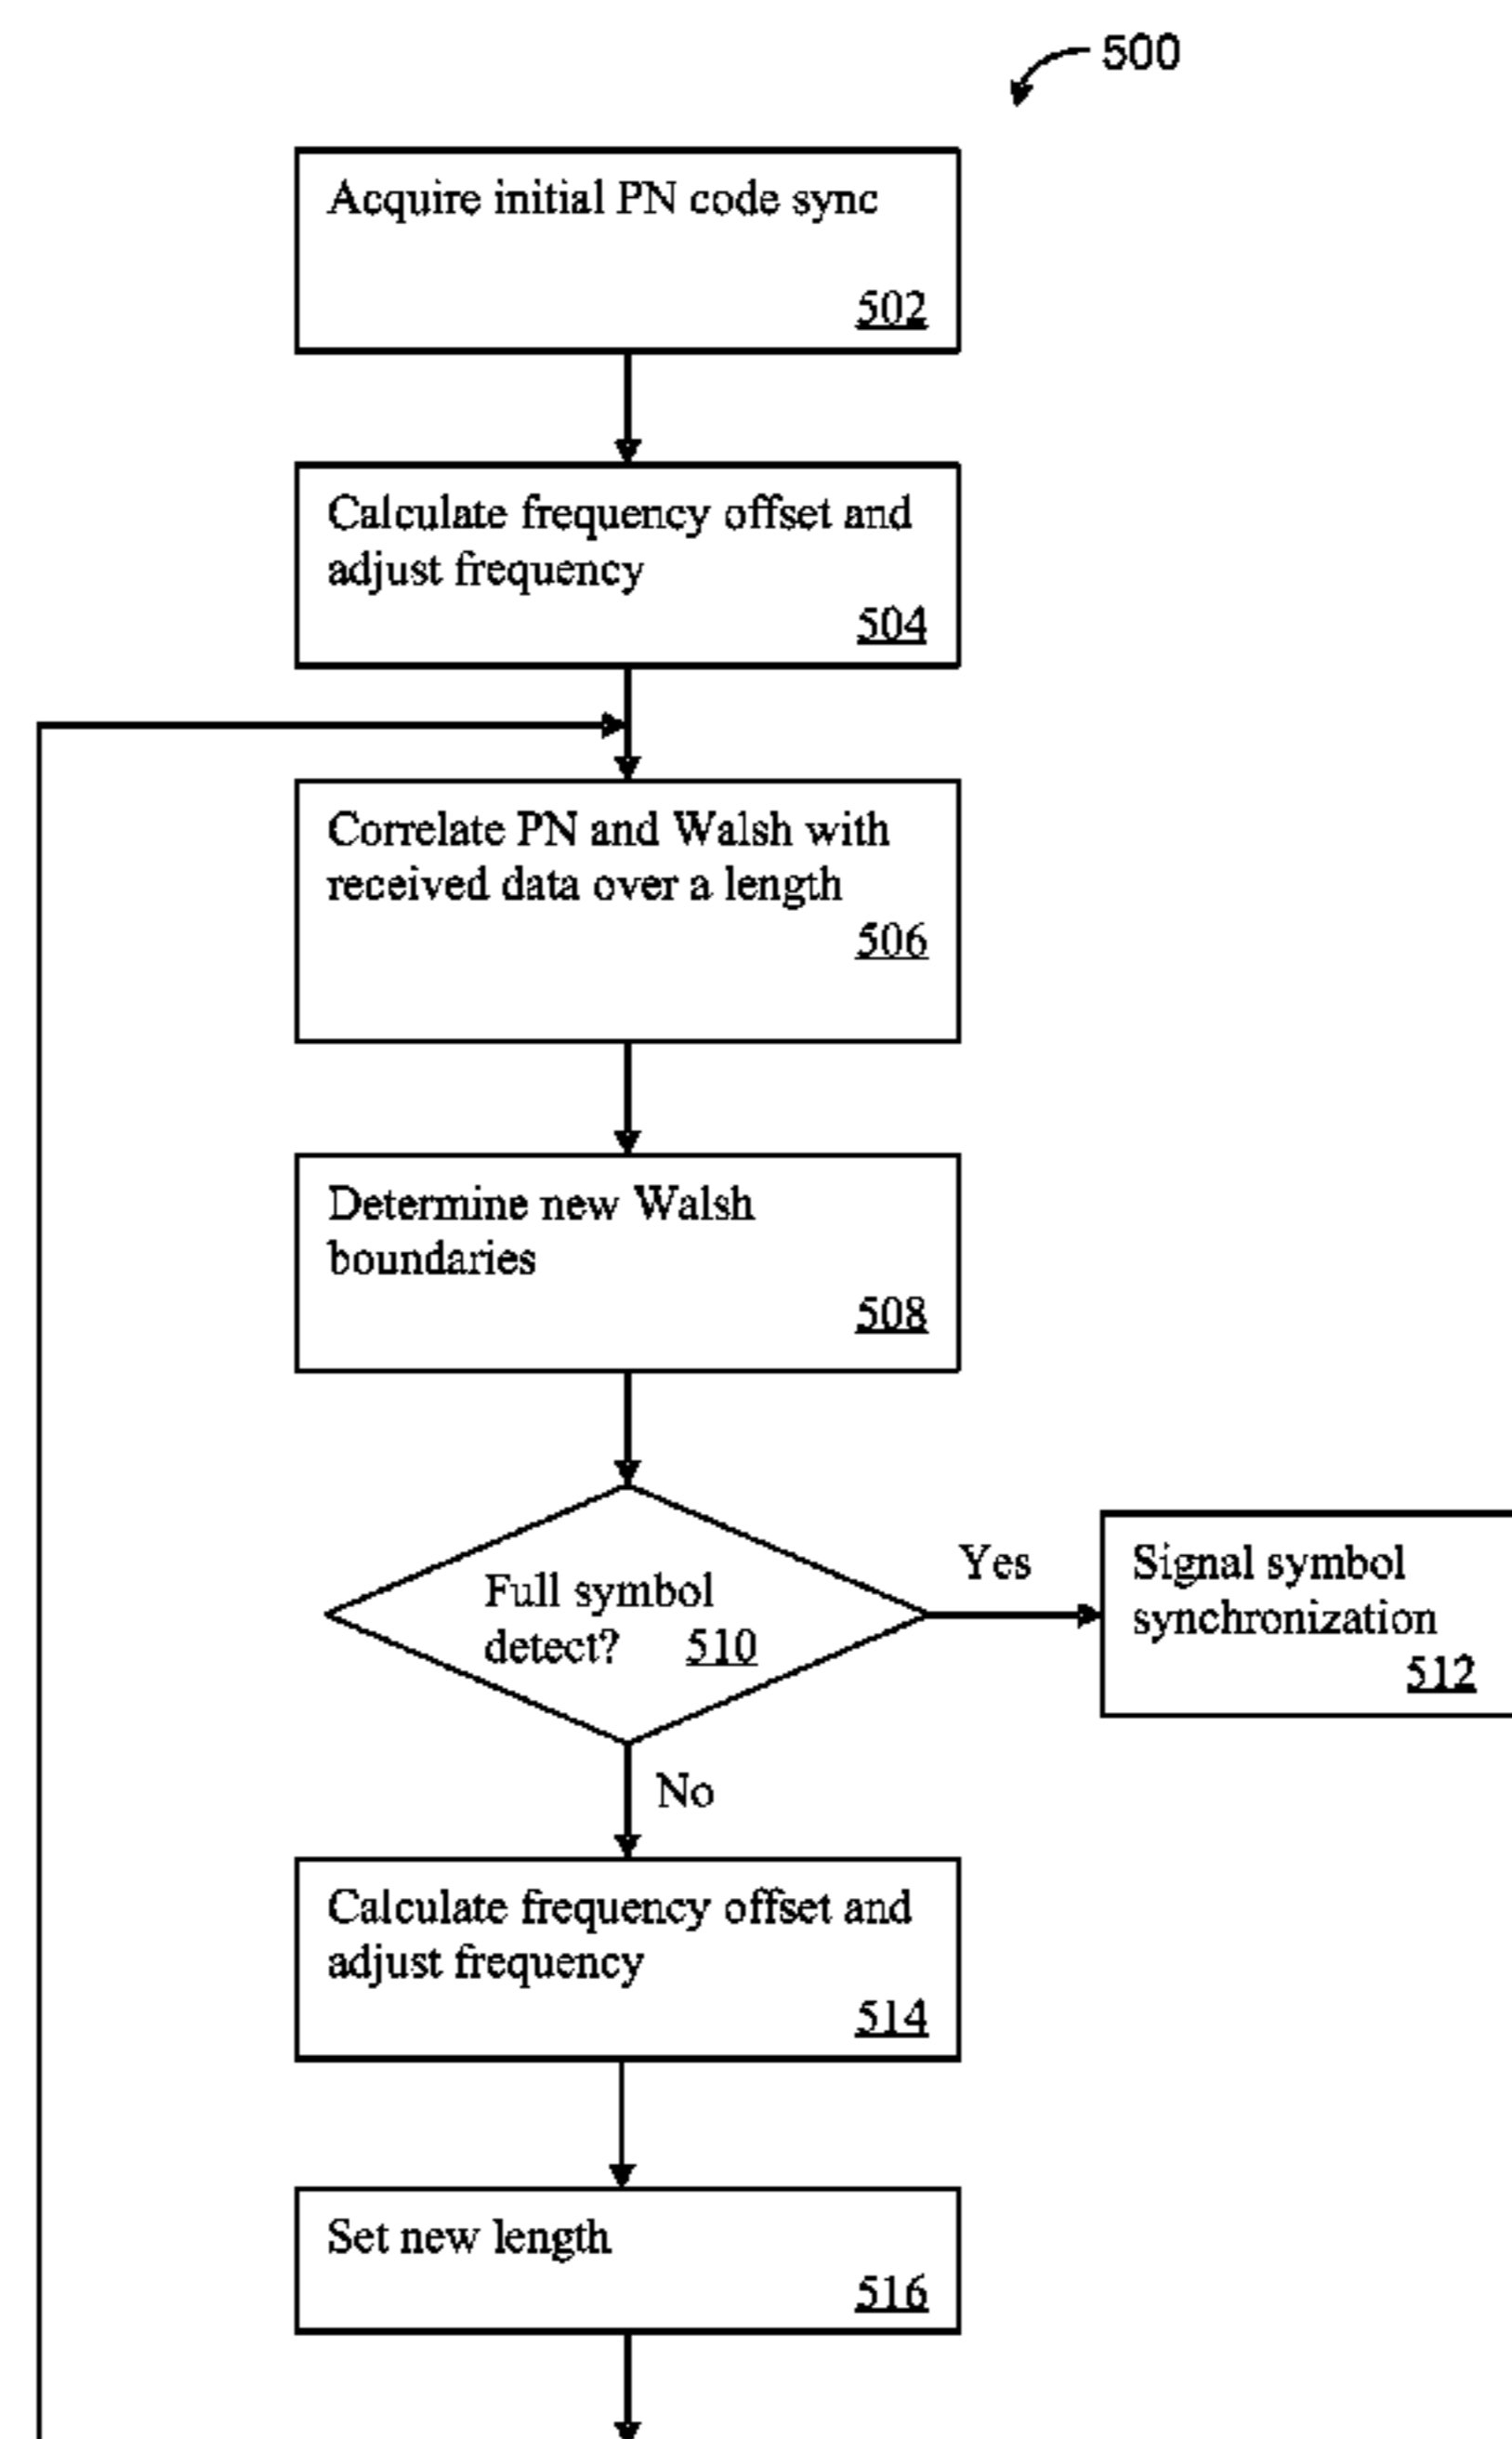 500
Acquire initial PN code sync
502
Calculate frequency offset and
adjust frequency
504
Correlate PN and Walsh with
received data over a length
506
Determine new Walsh
boundaries
508
Full symbol
detect? 510
Yes
Signal symbol
synchronization
512
No
Calculate frequency offset and
adjust frequency
514
Set new length
516